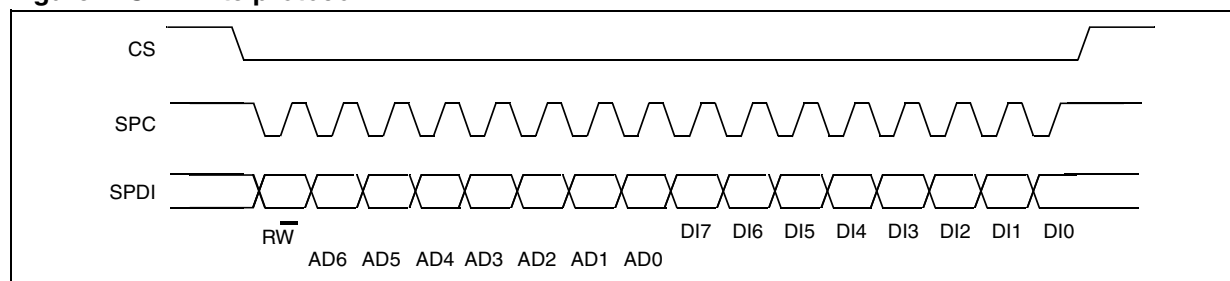 CS
SPC
SPDI
RW
DI7 DI6 DI5 DI4 DI3 DI2 DI1 DI0
AD6 AD5 AD4 AD3 AD2 AD1 AD0